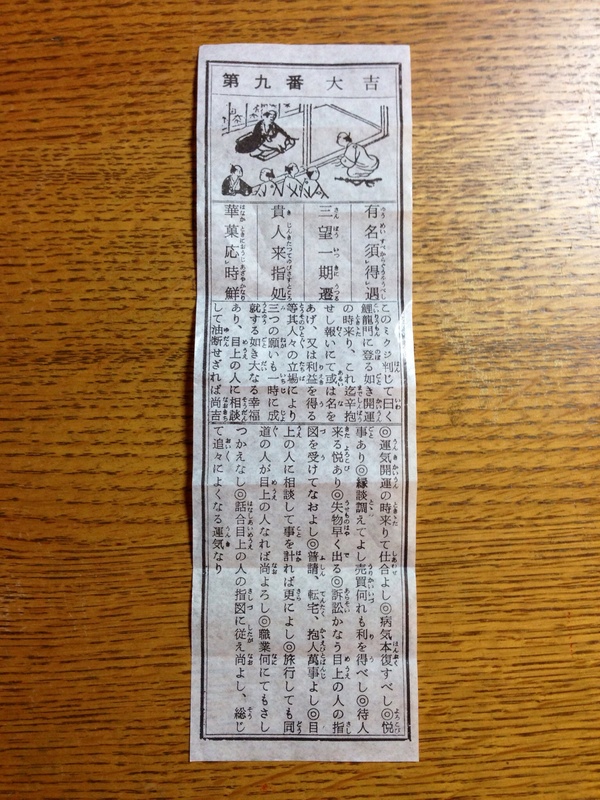 第九番 大吉
有名須得遇
三望一期遷
貴人来指処
華菓応時鮮
このミクジ判じて曰く
鯉龍門に登る如き開運
の時来り、これ迄辛抱
せし報いにて或は名を
あげ、又は利益を得る
等其人々の立場により
三つの願いも一時に成
就する如き大なる幸福
あり、目上の人に相談
して油断せざれば尚吉
◎運気開運の時来りて仕合よし◎病気本復すべし◎悦
事あり◎縁談調えてよし売買何れも利を得べし◎待人
来る悦あり◎失物早く出る◎訴訟かなう目上の人の指
図を受けてなおよし◎普請、転宅、抱人萬事よし◎目
上の人に相談して事を計れば更によし◎旅行しても同
道の人が目上の人なれば尚よろし◎職業何にてもさし
つかえなし◎話合目上の人の指図に従え尚よし、総じ
て追々によくなる運気なり